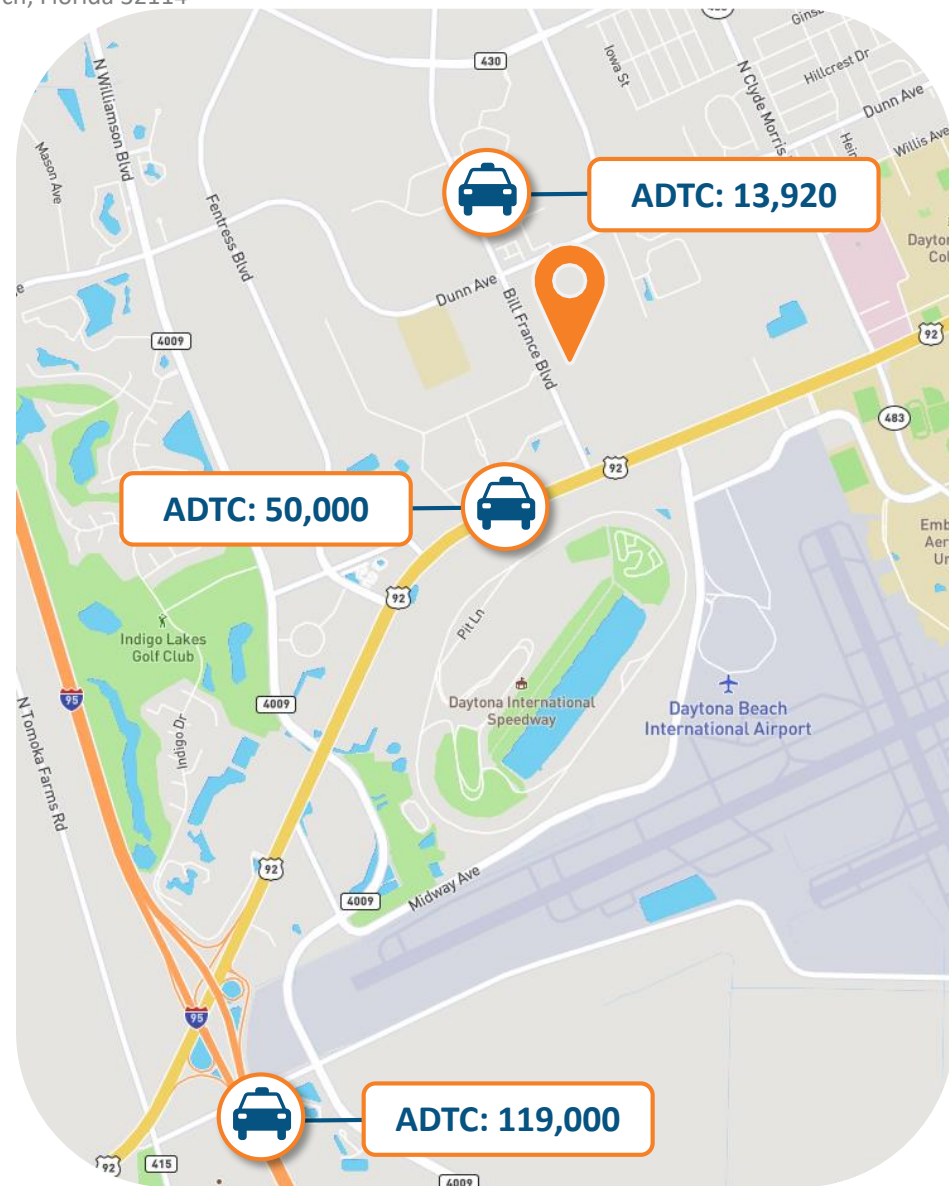 Florida 32114
430
Iowa St
Hillcrest Dr
N Williamson Blvd
N Clyde Morris
Dunn Ave
Willis Ave
Mason Ave
ADTC: 13,920
Fentress Blvd
Dunn Ave
Bill France Blvd
4009
92
483
92
ADTC: 50,000
92
Indigo Lakes
Golf Club
Pit Ln
95
4009
Daytona International
Speedway
Daytona Beach
International Airport
Indigo Dr
N Tomoka Farms Rd
92
4009
Midway Ave
95
ADTC: 119,000
92
415
4009